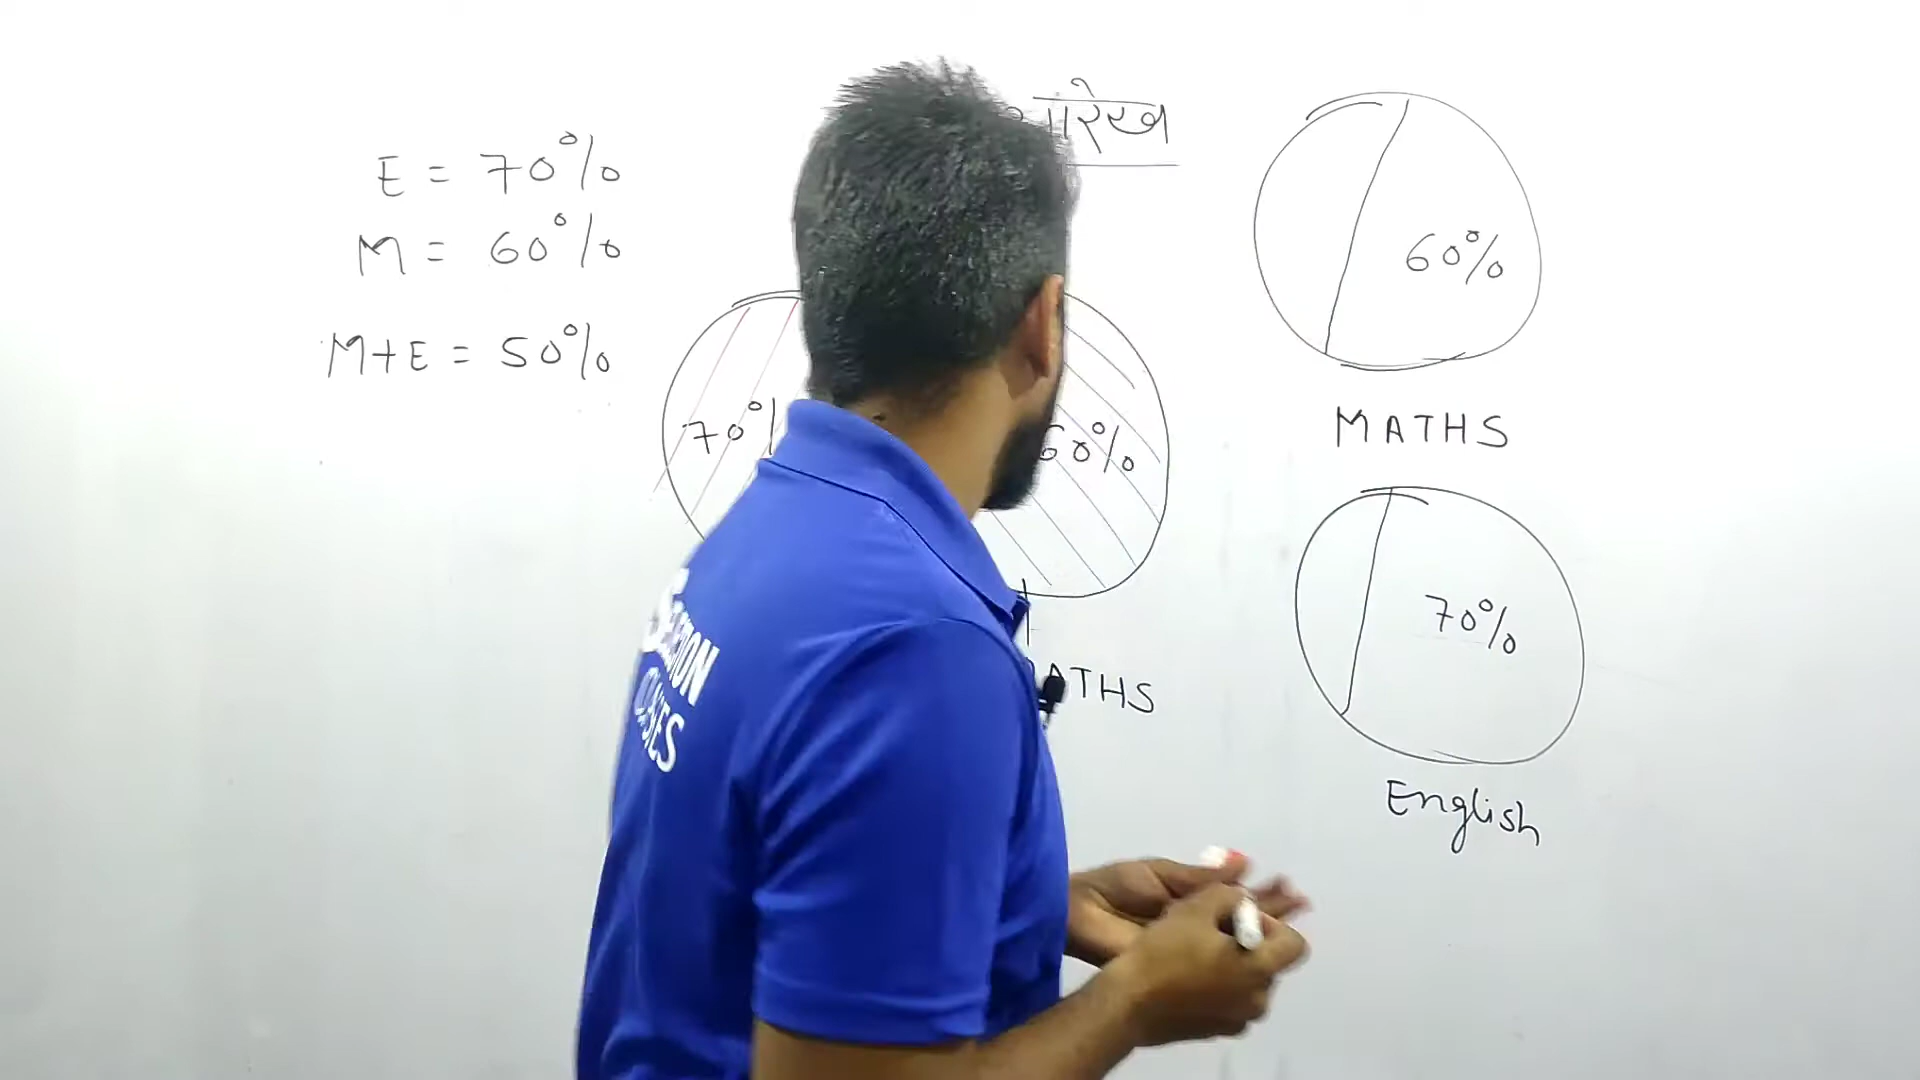 E = 70%
M = 60%
M+E = 50%
70%
60%
60%
MATHS
70%
English